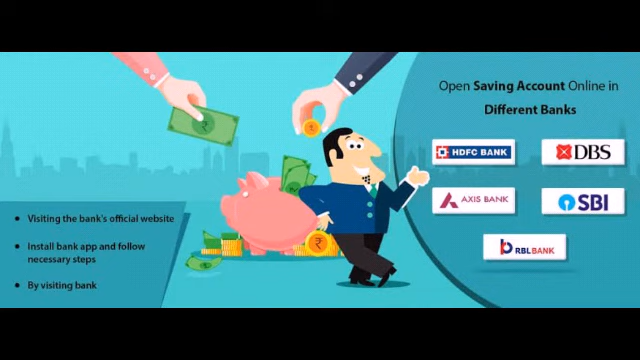 Open Saving Account Online in
Different Banks
HDFC BANK
DBS
AXIS BANK
SBI
RBL BANK
• Visiting the bank's official website
• Install bank app and follow
necessary steps
• By visiting bank
₹
₹
₹